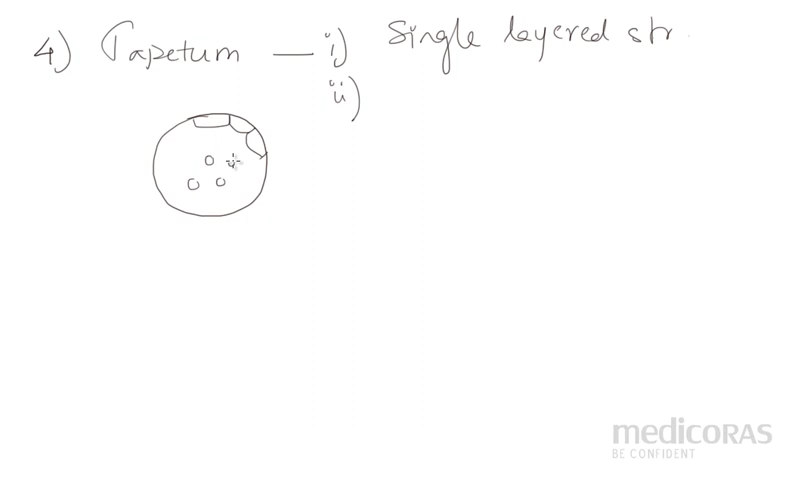 4) Tapetum — i) Single layered str.
ii)
medicoRAS
BE CONFIDENT